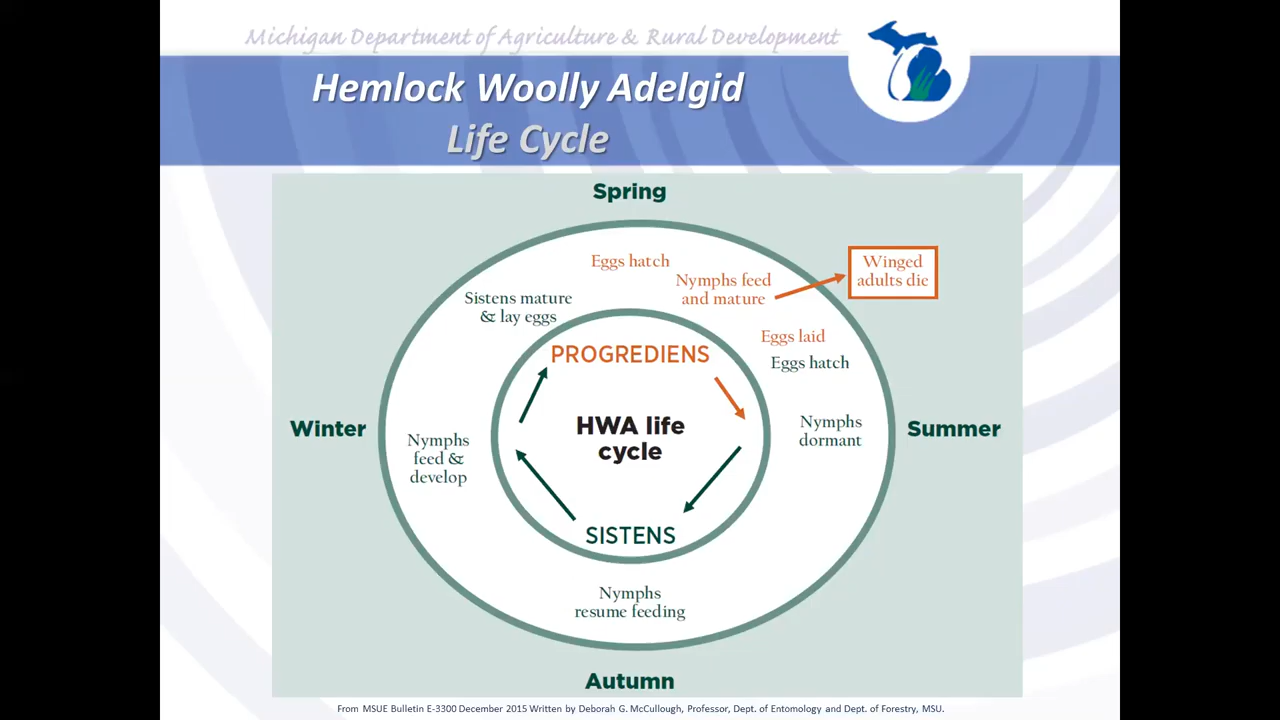 Michigan Department of Agriculture & Rural Development
Hemlock Woolly Adelgid
Life Cycle
Spring
Eggs hatch
Nymphs feed
and mature
Winged
adults die
Sistens mature
& lay eggs
Eggs laid
Eggs hatch
PROGREDIENS
Winter
HWA life
cycle
Nymphs
dormant
Summer
Nymphs
feed &
develop
SISTENS
Nymphs
resume feeding
Autumn
From MSUE Bulletin E-3300 December 2015 Written by Deborah G. McCullough, Professor, Dept. of Entomology and Dept. of Forestry, MSU.